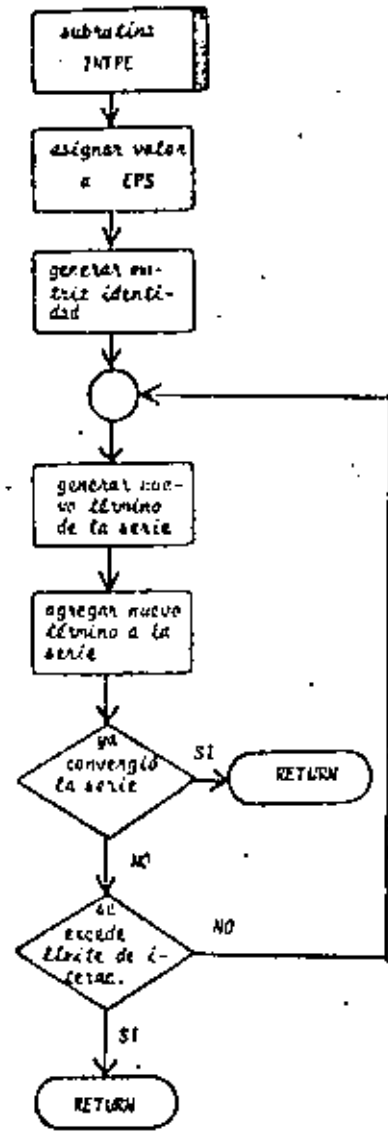 subrutina
INTPE
asignar valor
a EPS
generar ma-
triz identi-
dad
generar nue-
vo término
de la serie
agregar nuevo
término a la
serie
ya
convergió
la serie
SI
RETURN
NO
se
excede
límite de i-
terac.
NO
SI
RETURN